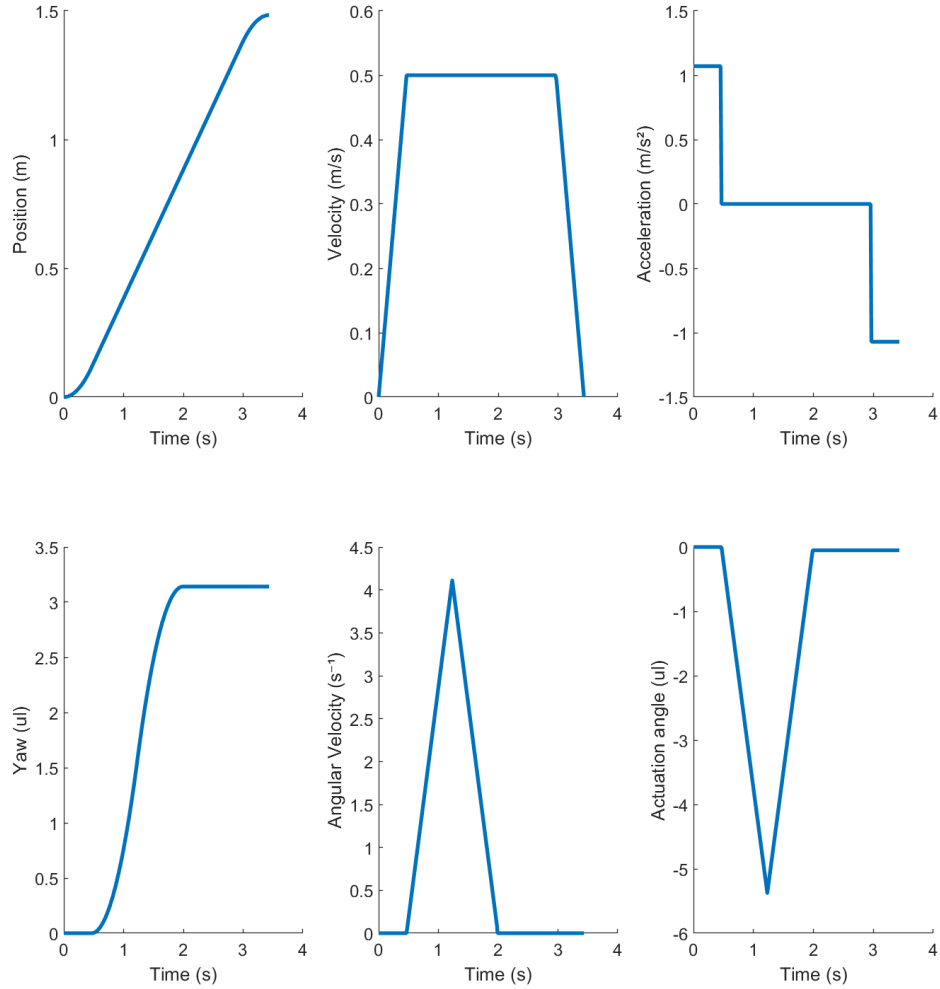 1.5
1
0.5
0
0 1 2 3 4
Position (m)
Time (s)
0.6
0.5
0.4
0.3
0.2
0.1
0
0 1 2 3 4
Velocity (m/s)
Time (s)
1
0.5
0
-0.5
-1
-1.5
0 1 2 3 4
Acceleration (m/s²)
Time (s)
3.5
3
2.5
2
1.5
1
0.5
0
0 1 2 3 4
Yaw (ul)
Time (s)
4.5
4
3.5
3
2.5
2
1.5
1
0.5
0
0 1 2 3 4
Angular Velocity (s⁻¹)
Time (s)
0
-1
-2
-3
-4
-5
-6
0 1 2 3 4
Actuation angle (ul)
Time (s)